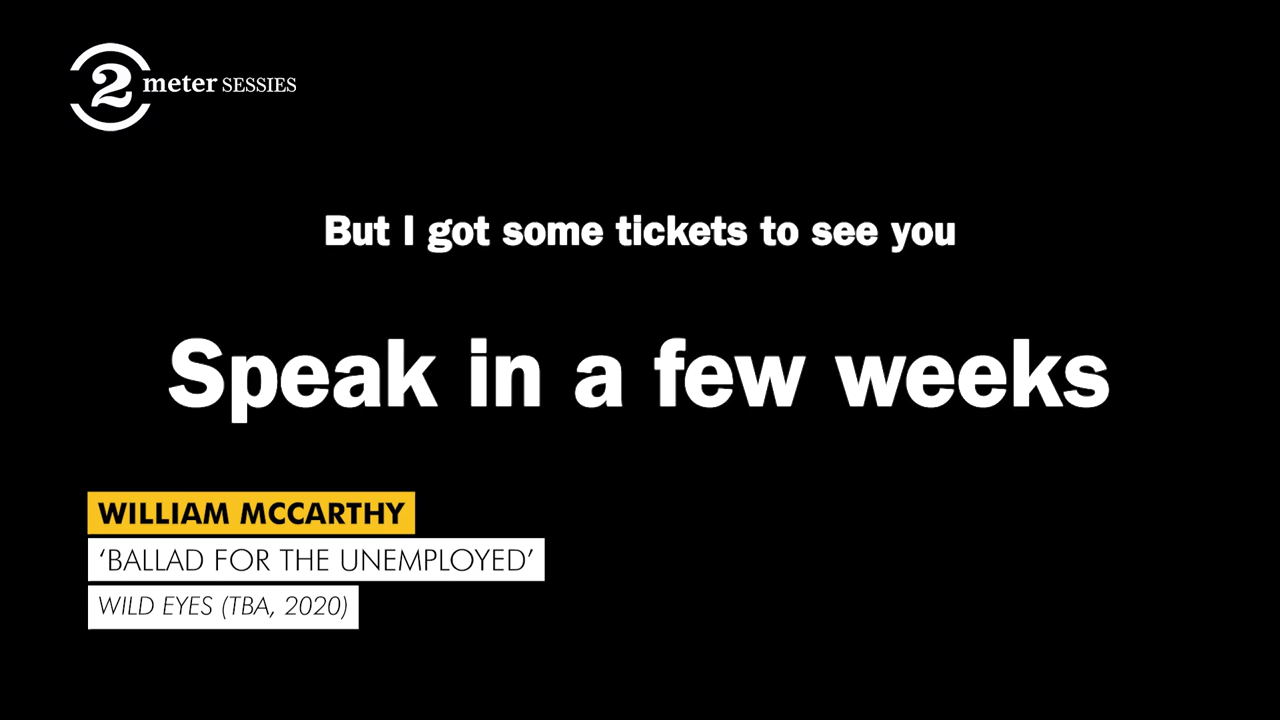 2 meter SESSIES
But I got some tickets to see you
Speak in a few weeks
WILLIAM MCCARTHY
‘BALLAD FOR THE UNEMPLOYED’
WILD EYES (TBA, 2020)